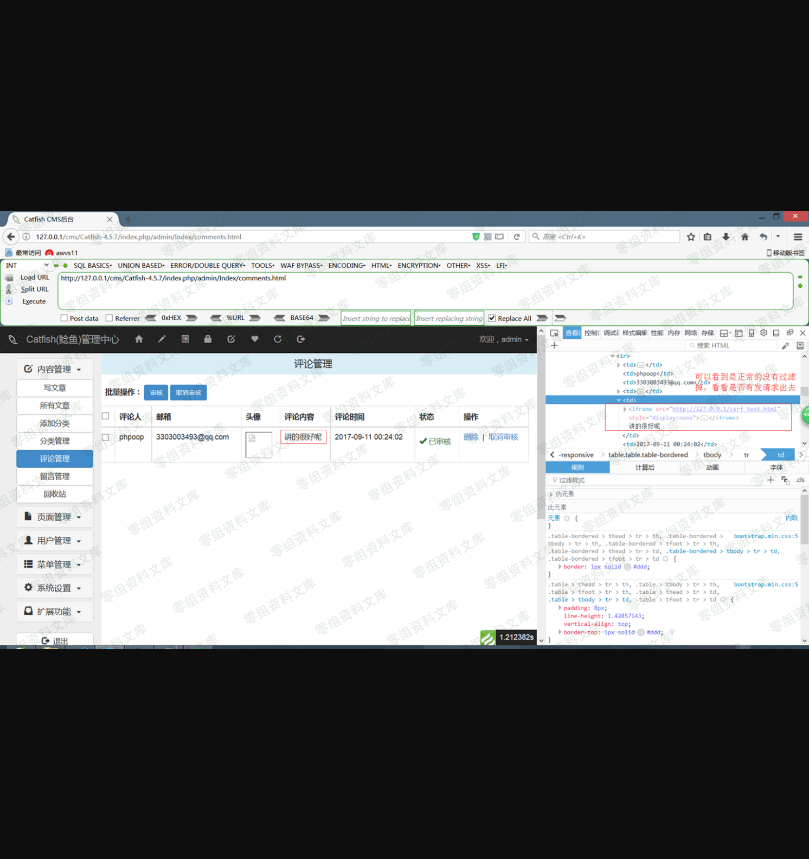 Catfish CMS后台
127.0.0.1/cms/Catfish-4.5.7/index.php/admin/Index/comments.html
百度 <Ctrl+K>
最常访问 awvs11
移动版书签
INT
SQL BASICS- UNION BASED- ERROR/DOUBLE QUERY- TOOLS- WAF BYPASS- ENCODING- HTML- ENCRYPTION- OTHER- XSS- LFI-
Load URL
http://127.0.0.1/cms/Catfish-4.5.7/index.php/admin/Index/comments.html
Split URL
Execute
Post data Referrer 0xHEX %URL BASE64 Insert string to replace Insert replacing string Replace All
Catfish(鲶鱼)管理中心
欢迎, admin
内容管理
写文章
所有文章
添加分类
分类管理
评论管理
留言管理
回收站
页面管理
用户管理
菜单管理
系统设置
扩展功能
退出
评论管理
批量操作： 审核 取消审核
评论人 邮箱 头像 评论内容 评论时间 状态 操作
phpoop 3303003493@qq.com 讲的很好呢 2017-09-11 00:24:02 已审核 删除 | 取消审核
1.212382s
查看器 控制台 调试器 样式编辑 性能 内存 网络 存储
搜索 HTML
<tr>
<td></td>
<td>phpoop</td>
<td>3303003493@qq.com</td>
<td></td>
<td>
可以看到是正常的没有过滤
掉，看看是否有发请求出去
<iframe src="http://127.0.0.1/csrf_text.html"
style="display:none"></iframe>
讲的很好呢
</td>
<td>2017-09-11 00:24:02</td>
-responsive table.table.table-bordered tbody tr td
规则 计算后 动画 字体
过滤样式
伪元素
此元素
元素 { 内联
}
.table-bordered > thead > tr > th, .table-bordered > bootstrap.min.css:5
tbody > tr > th, .table-bordered > tfoot > tr > th,
.table-bordered > thead > tr > td, .table-bordered > tbody > tr > td,
.table-bordered > tfoot > tr > td {
border: 1px solid #ddd;
}
.table > thead > tr > th, .table > tbody > tr > th, bootstrap.min.css:5
.table > tfoot > tr > th, .table > thead > tr > td,
.table > tbody > tr > td, .table > tfoot > tr > td {
padding: 8px;
line-height: 1.42857143;
vertical-align: top;
border-top: 1px solid #ddd;
}
零组资料文库